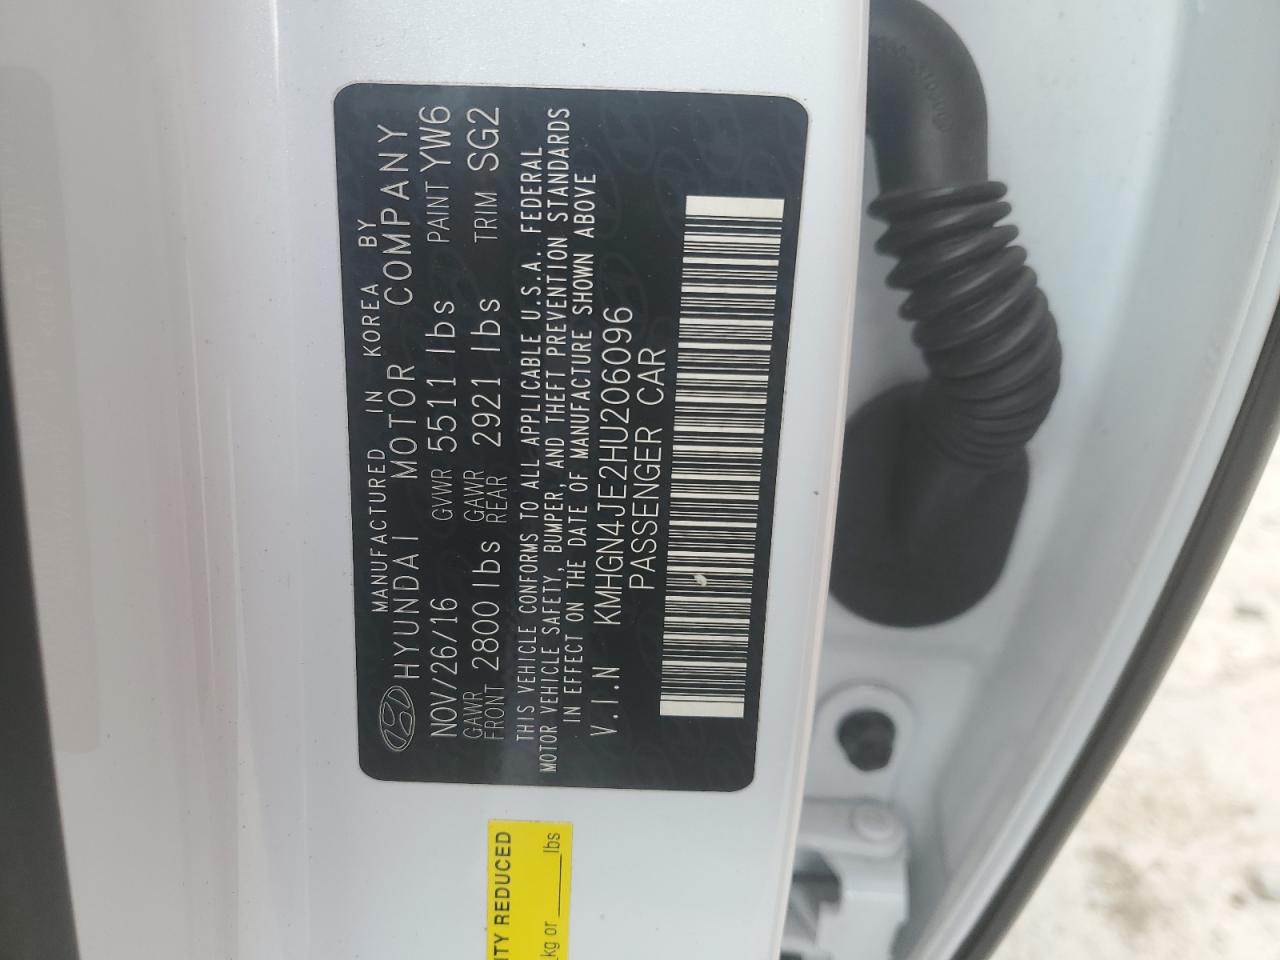 MANUFACTURED IN KOREA BY
HYUNDAI MOTOR COMPANY
NOV/26/16 GVWR 5511 lbs PAINT YW6
GAWR FRONT 2800 lbs GAWR REAR 2921 lbs TRIM SG2
THIS VEHICLE CONFORMS TO ALL APPLICABLE U.S.A. FEDERAL
MOTOR VEHICLE SAFETY, BUMPER, AND THEFT PREVENTION STANDARDS
IN EFFECT ON THE DATE OF MANUFACTURE SHOWN ABOVE
V.I.N KMHGN4JE2HU206096
PASSENGER CAR
ITY REDUCED
kg or ____lbs